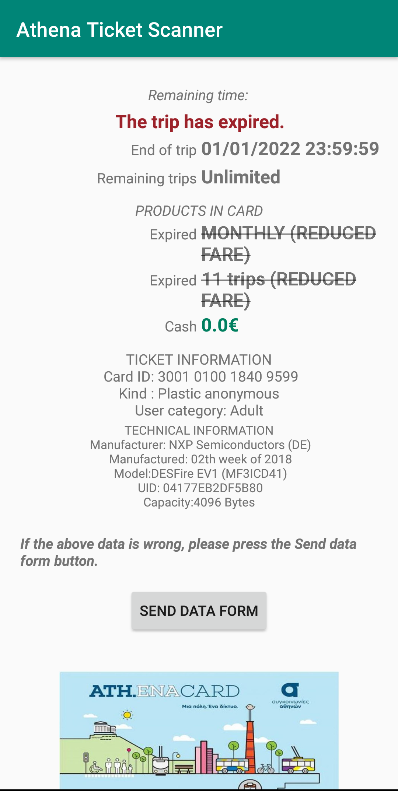 Athena Ticket Scanner
Remaining time:
The trip has expired.
End of trip 01/01/2022 23:59:59
Remaining trips Unlimited
PRODUCTS IN CARD
Expired MONTHLY (REDUCED
FARE)
Expired 11 trips (REDUCED
FARE)
Cash 0.0€
TICKET INFORMATION
Card ID: 3001 0100 1840 9599
Kind : Plastic anonymous
User category: Adult
TECHNICAL INFORMATION
Manufacturer: NXP Semiconductors (DE)
Manufactured: 02th week of 2018
Model:DESFire EV1 (MF3ICD41)
UID: 04177EB2DF5B80
Capacity:4096 Bytes
If the above data is wrong, please press the Send data
form button.
SEND DATA FORM
ATH.ENACARD
Μια πόλη, Ένα δίκτυο.
συγκοινωνίες
αθηνών